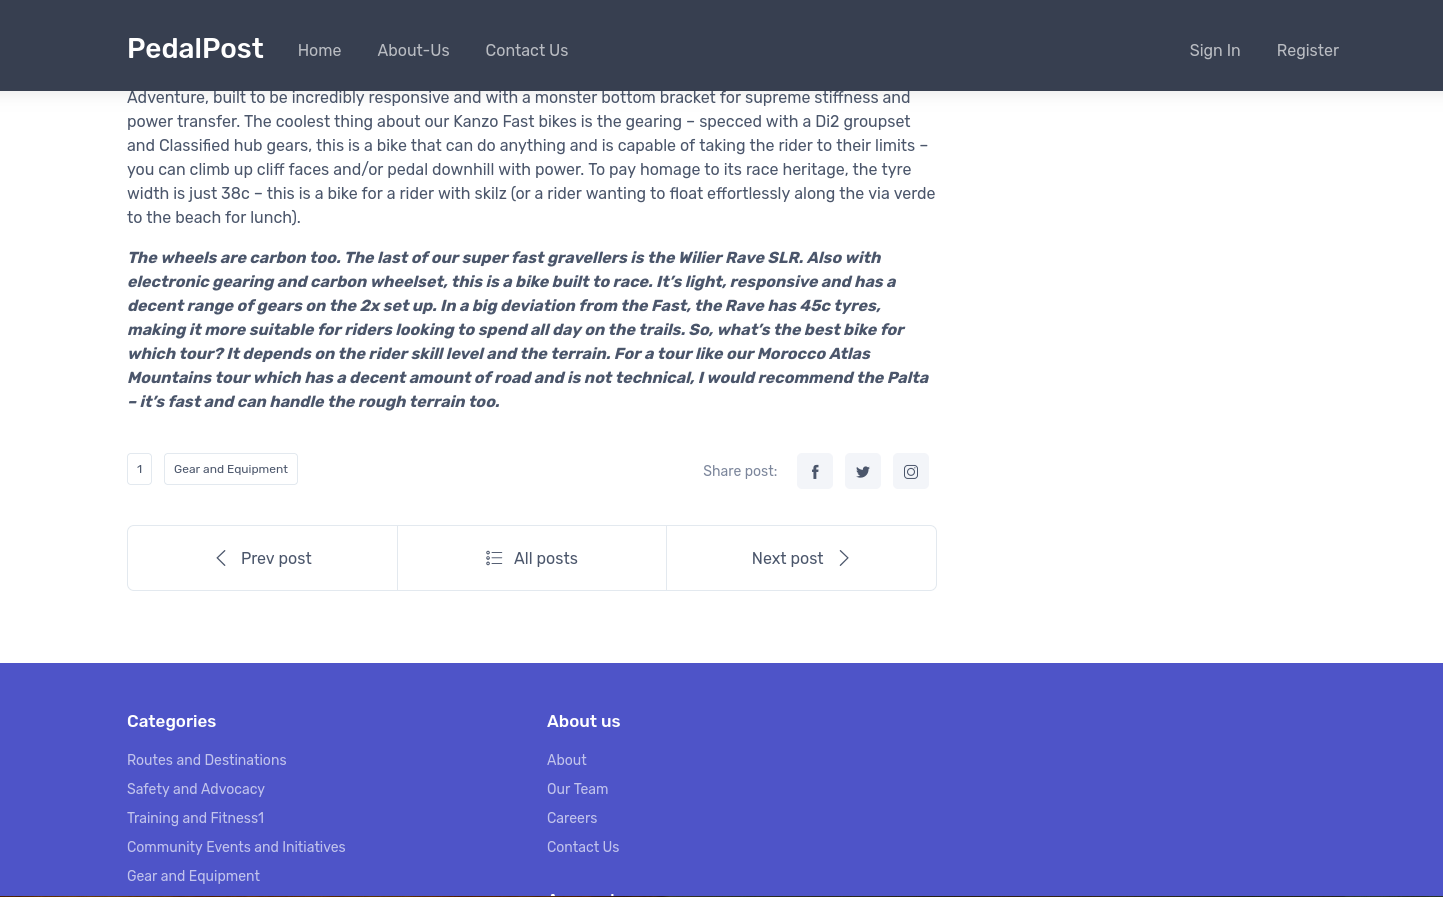 PedalPost Home About-Us Contact Us Sign In Register
Adventure, built to be incredibly responsive and with a monster bottom bracket for supreme stiffness and
power transfer. The coolest thing about our Kanzo Fast bikes is the gearing – specced with a Di2 groupset
and Classified hub gears, this is a bike that can do anything and is capable of taking the rider to their limits –
you can climb up cliff faces and/or pedal downhill with power. To pay homage to its race heritage, the tyre
width is just 38c – this is a bike for a rider with skilz (or a rider wanting to float effortlessly along the via verde
to the beach for lunch).
The wheels are carbon too. The last of our super fast gravellers is the Wilier Rave SLR. Also with
electronic gearing and carbon wheelset, this is a bike built to race. It’s light, responsive and has a
decent range of gears on the 2x set up. In a big deviation from the Fast, the Rave has 45c tyres,
making it more suitable for riders looking to spend all day on the trails. So, what’s the best bike for
which tour? It depends on the rider skill level and the terrain. For a tour like our Morocco Atlas
Mountains tour which has a decent amount of road and is not technical, I would recommend the Palta
– it’s fast and can handle the rough terrain too.
1 Gear and Equipment Share post:
Prev post All posts Next post
Categories
Routes and Destinations
Safety and Advocacy
Training and Fitness1
Community Events and Initiatives
Gear and Equipment
About us
About
Our Team
Careers
Contact Us